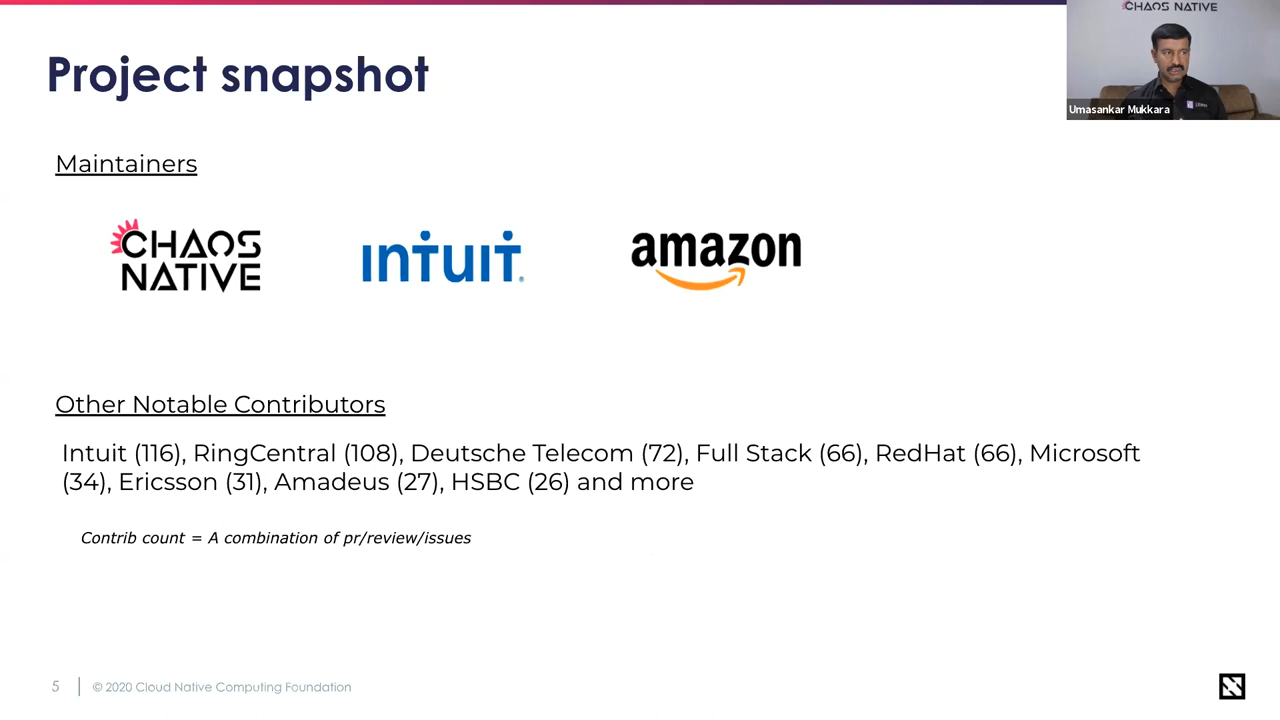 CHAOS NATIVE
Project snapshot
Umasankar Mukkara
Maintainers
CHAOS
NATIVE
intuit
®
amazon
Other Notable Contributors
Intuit (116), RingCentral (108), Deutsche Telecom (72), Full Stack (66), RedHat (66), Microsoft
(34), Ericsson (31), Amadeus (27), HSBC (26) and more
Contrib count = A combination of pr/review/issues
5
© 2020 Cloud Native Computing Foundation